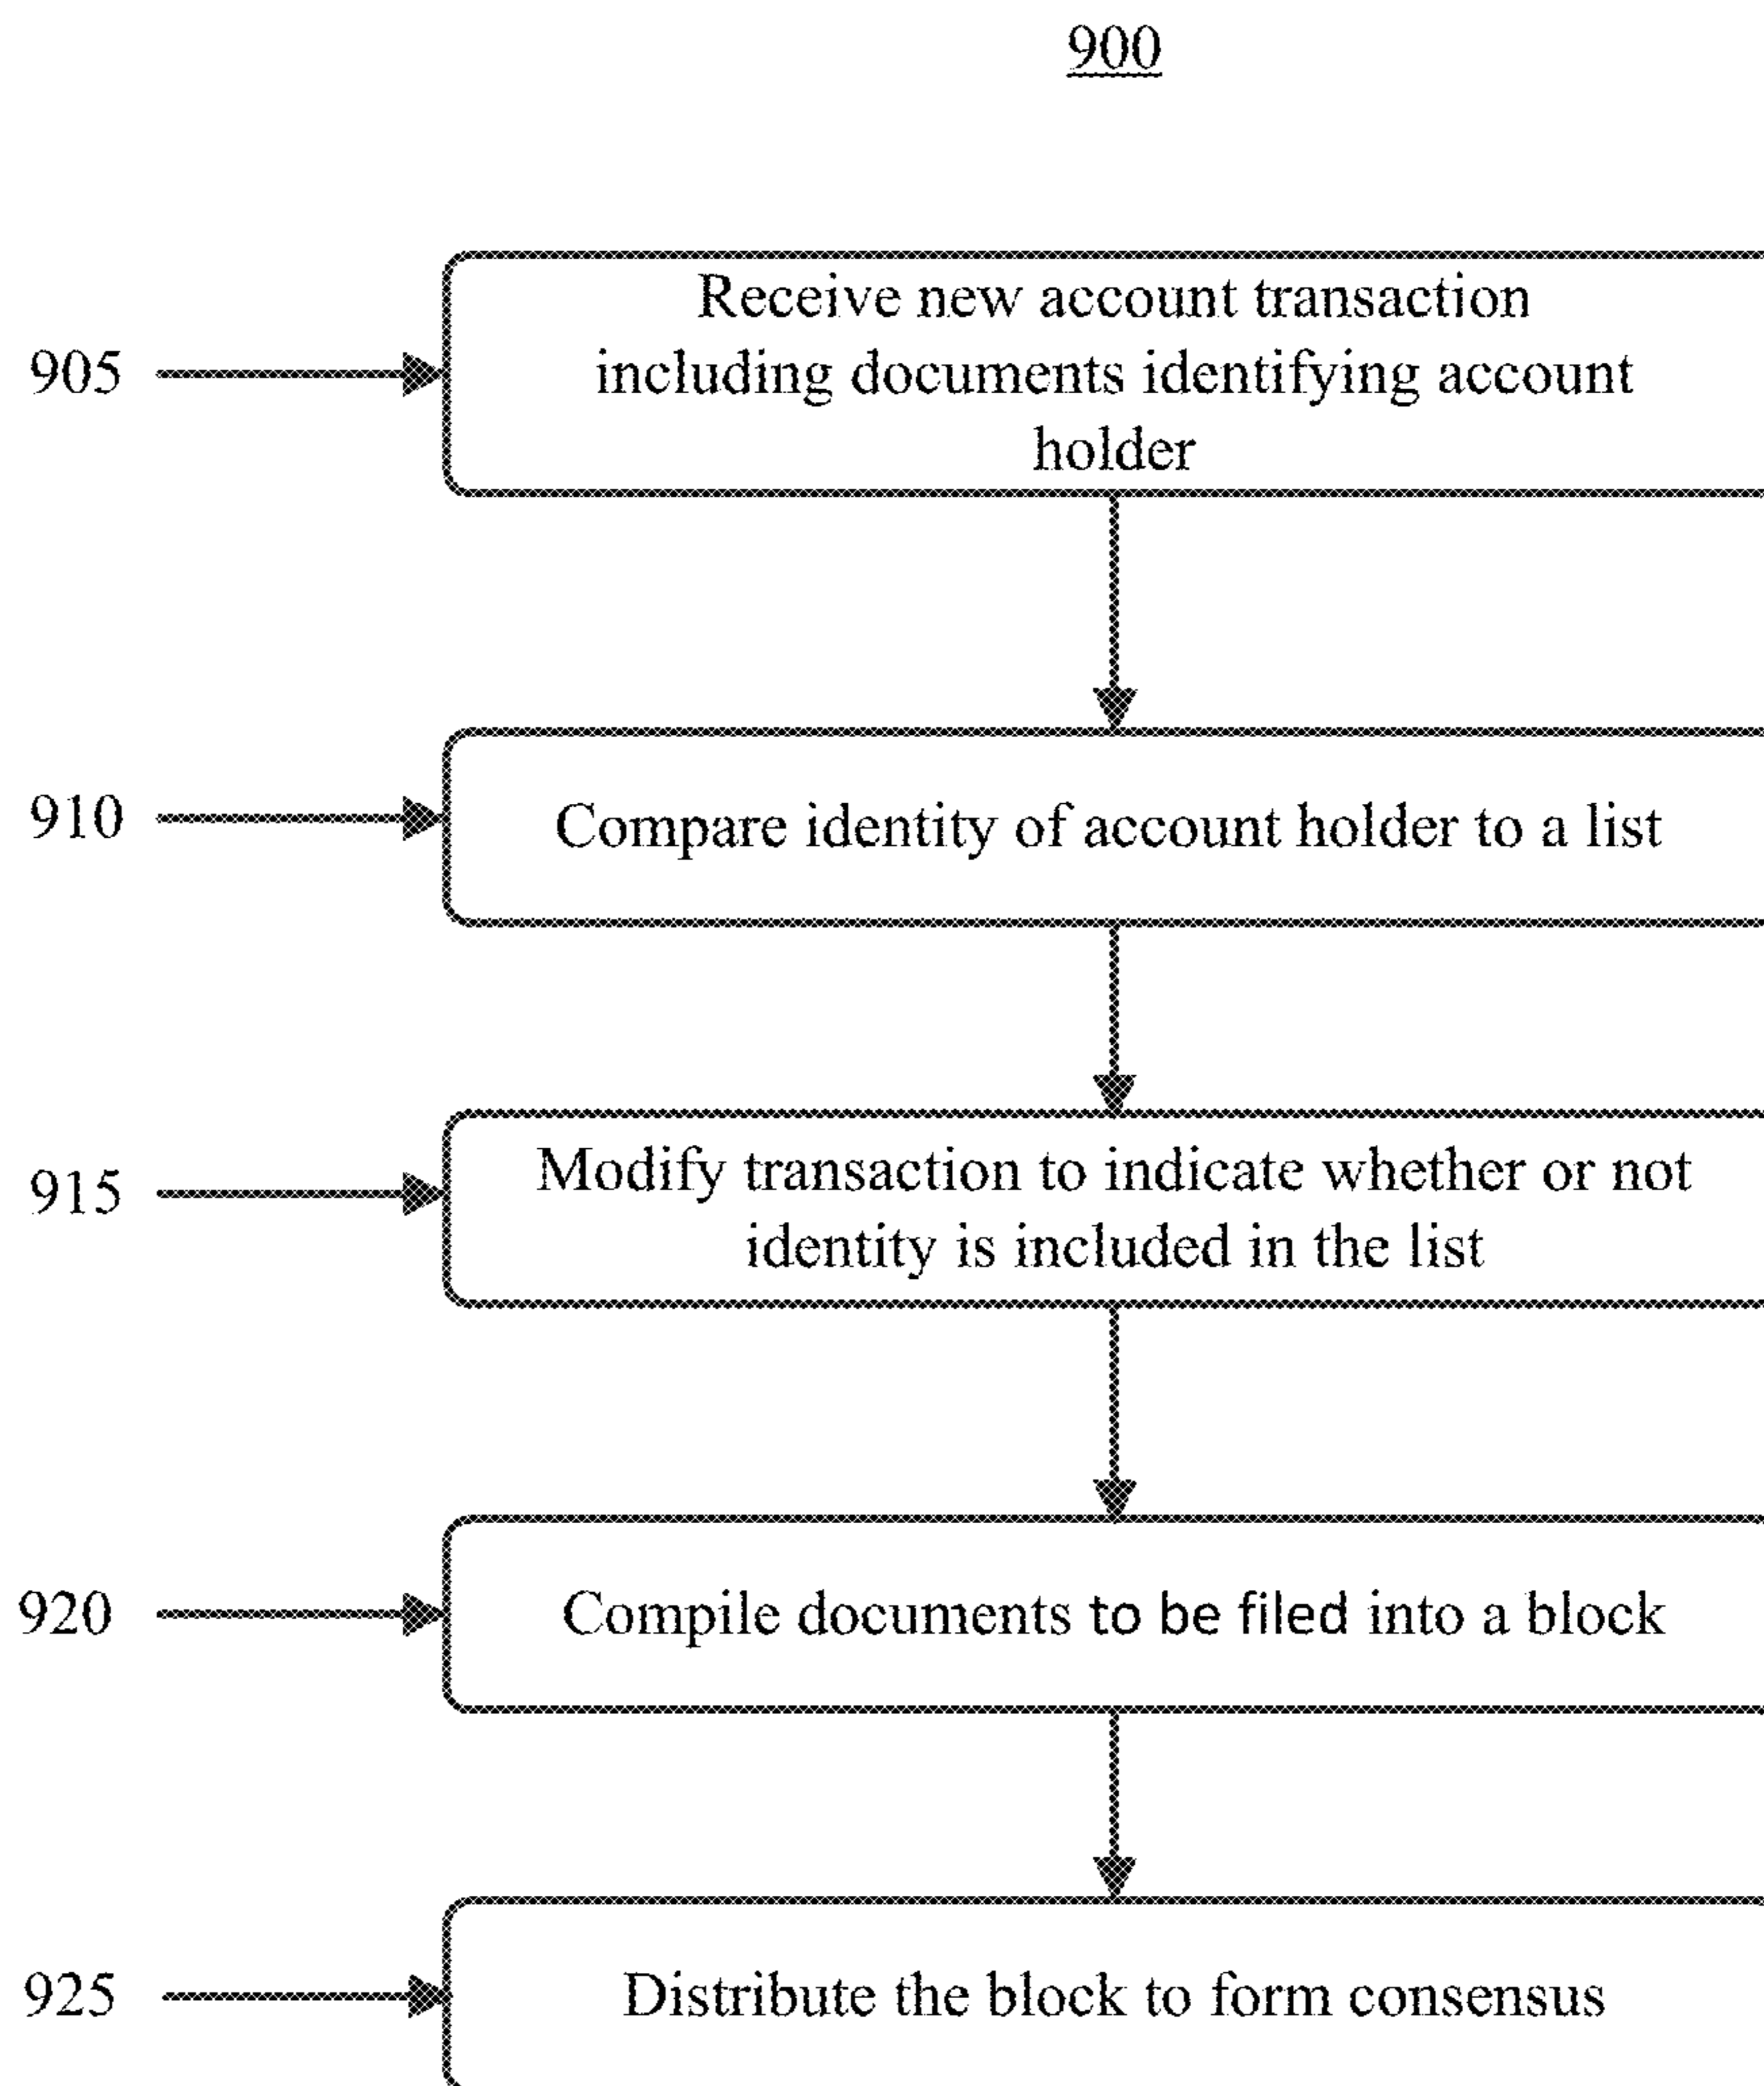 900
905
Receive new account transaction
including documents identifying account
holder
910
Compare identity of account holder to a list
915
Modify transaction to indicate whether or not
identity is included in the list
920
Compile documents to be filed into a block
925
Distribute the block to form consensus